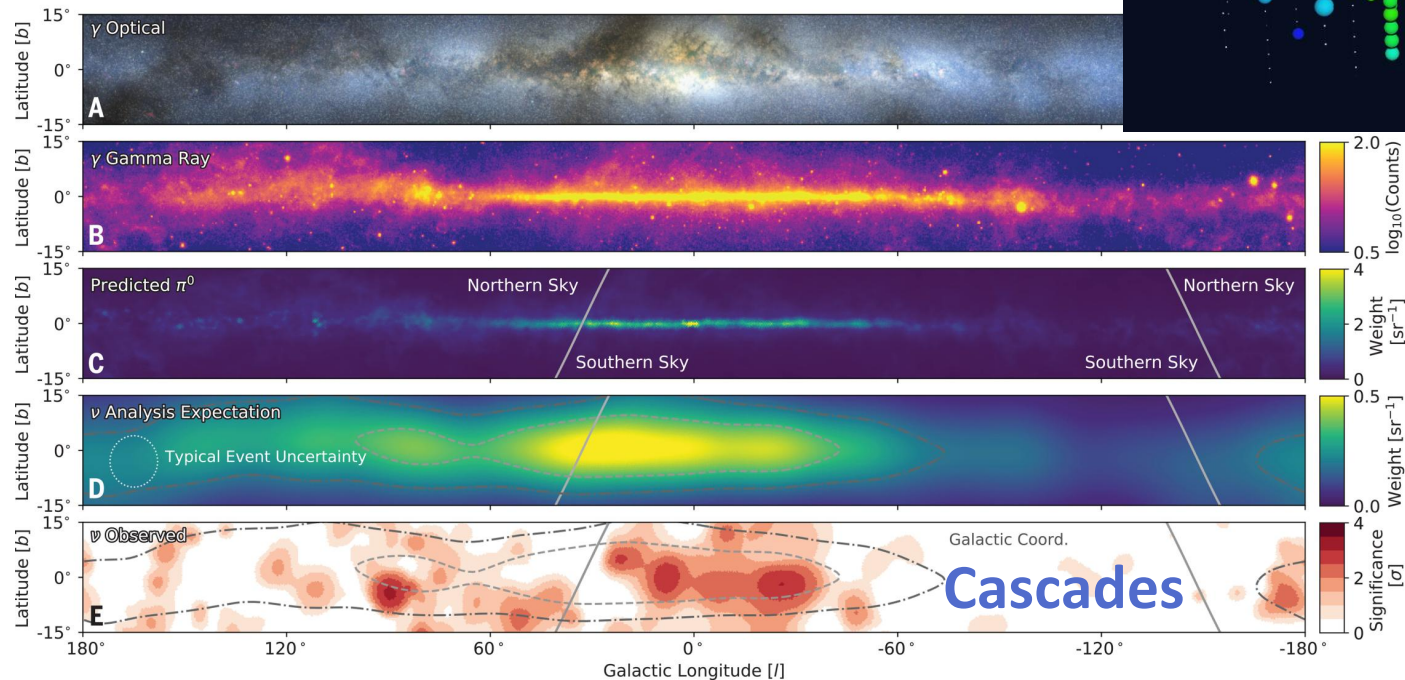 15°
γ Optical
Latitude [b]
0°
A
-15°
15°
γ Gamma Ray
2.0
Latitude [b]
0°
log₁₀(Counts)
B
-15°
0.5
15°
Predicted π⁰
Northern Sky
Northern Sky
4
Latitude [b]
0°
2
Weight
[sr⁻¹]
C
Southern Sky
Southern Sky
-15°
0
15°
ν Analysis Expectation
0.5
Latitude [b]
0°
Typical Event Uncertainty
Weight [sr⁻¹]
D
-15°
0.0
15°
ν Observed
Galactic Coord.
4
Latitude [b]
0°
Cascades
2
Significance
[σ]
E
-15°
0
180°
120°
60°
0°
-60°
-120°
-180°
Galactic Longitude [l]